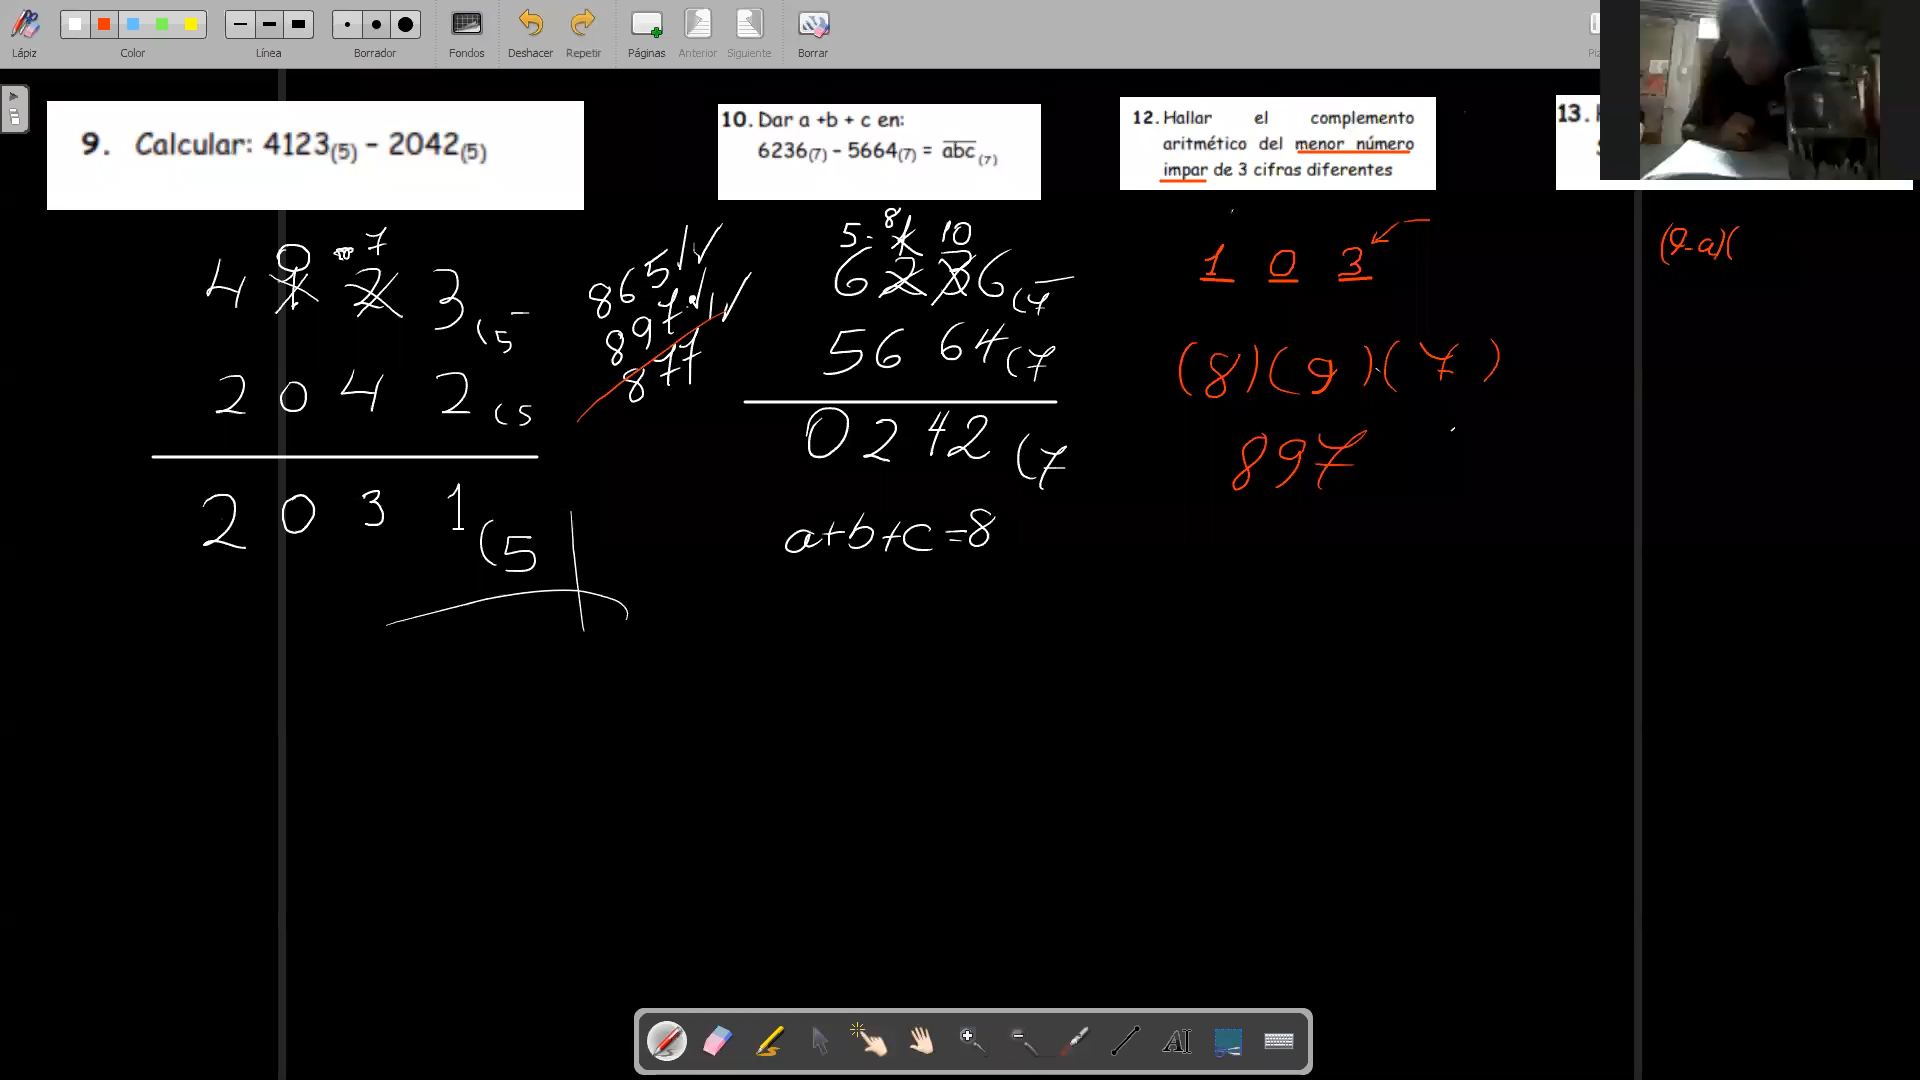 Lápiz
Color
Línea
Borrador
Fondos
Deshacer
Repetir
Páginas
Anterior
Siguiente
Borrar
9. Calcular: 4123(5) - 2042(5)
0 7
4 1 2 3 (5 -
2 0 4 2 (5
2 0 3 1 (5
865
897
877
10. Dar a +b + c en:
6236(7) - 5664(7) = abc (7)
5 8 10
6 2 3 6 (7 -
5 6 6 4 (7
0 2 4 2 (7
a+b+c=8
12. Hallar el complemento
aritmético del menor número
impar de 3 cifras diferentes
1 0 3
(8)(9)·(7)
897
13.
(9-a)(
AI